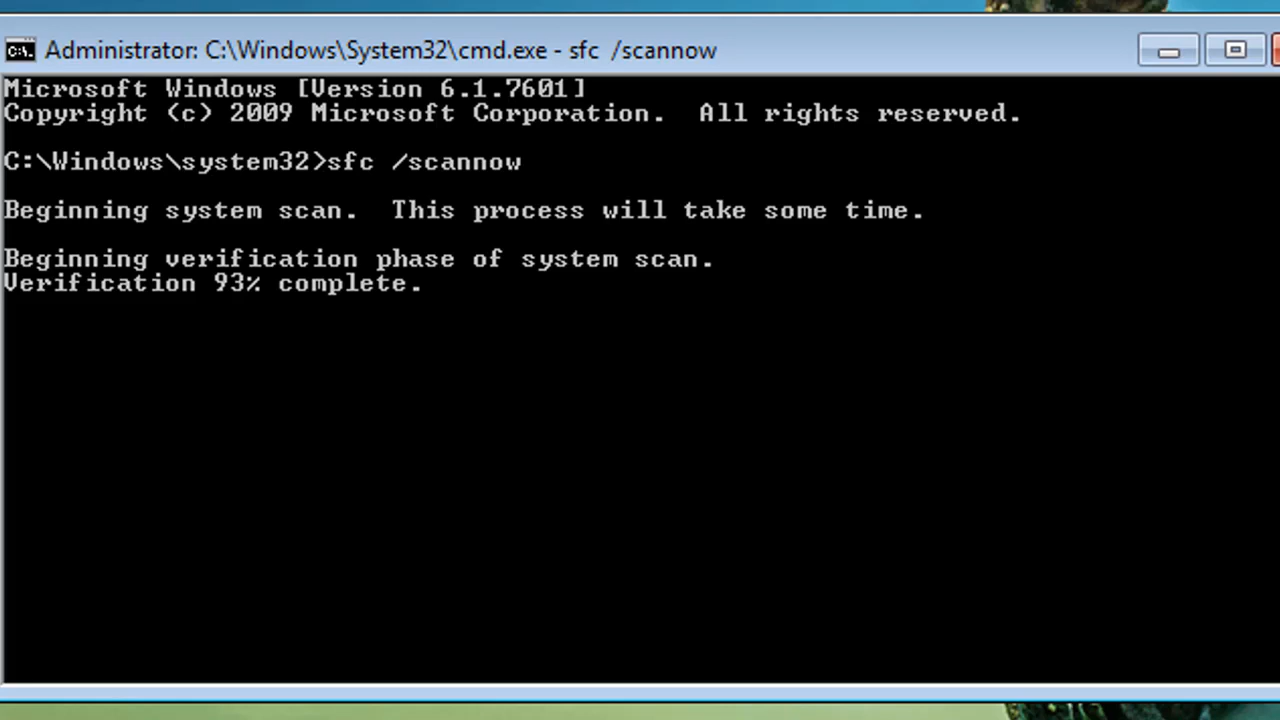 Administrator: C:\Windows\System32\cmd.exe - sfc  /scannow
Microsoft Windows [Version 6.1.7601]
Copyright (c) 2009 Microsoft Corporation.  All rights reserved.
C:\Windows\system32>sfc /scannow
Beginning system scan.  This process will take some time.
Beginning verification phase of system scan.
Verification 93% complete.